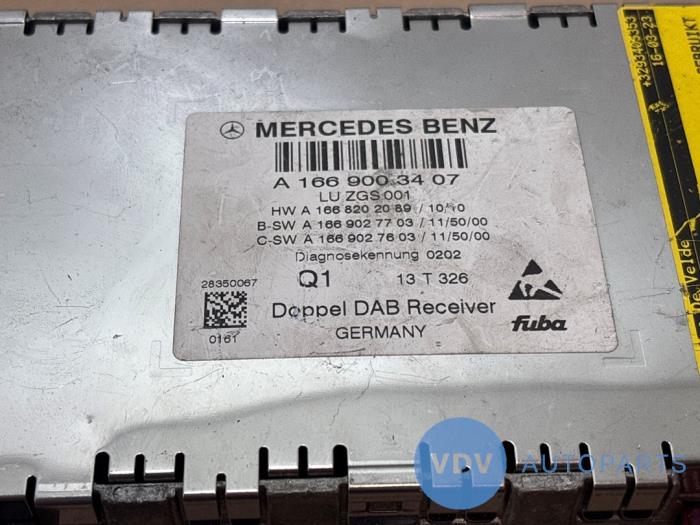 MERCEDES BENZ
A 166 900 34 07
LU ZGS 001
HW A 166 820 20 89 / 10/10
B-SW A 166 902 77 03 / 11/50/00
C-SW A 166 902 76 03 / 11/50/00
Diagnosekennung 0202
28350067
Q1 13 T 326
0161
Doppel DAB Receiver
GERMANY
fuba
+3293406353
16-03-23
VDV AUTOPARTS